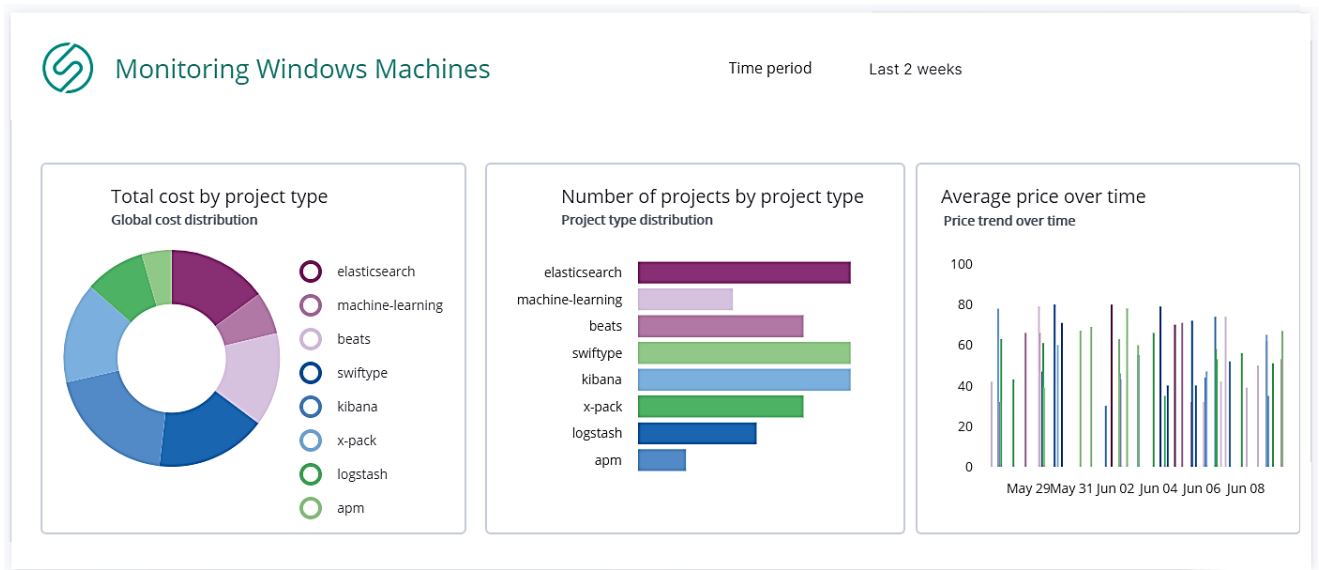 Monitoring Windows Machines
Time period
Last 2 weeks
Total cost by project type
Global cost distribution
elasticsearch
machine-learning
beats
swiftype
kibana
x-pack
logstash
apm
Number of projects by project type
Project type distribution
elasticsearch
machine-learning
beats
swiftype
kibana
x-pack
logstash
apm
Average price over time
Price trend over time
100
80
60
40
20
0
May 29 May 31 Jun 02 Jun 04 Jun 06 Jun 08